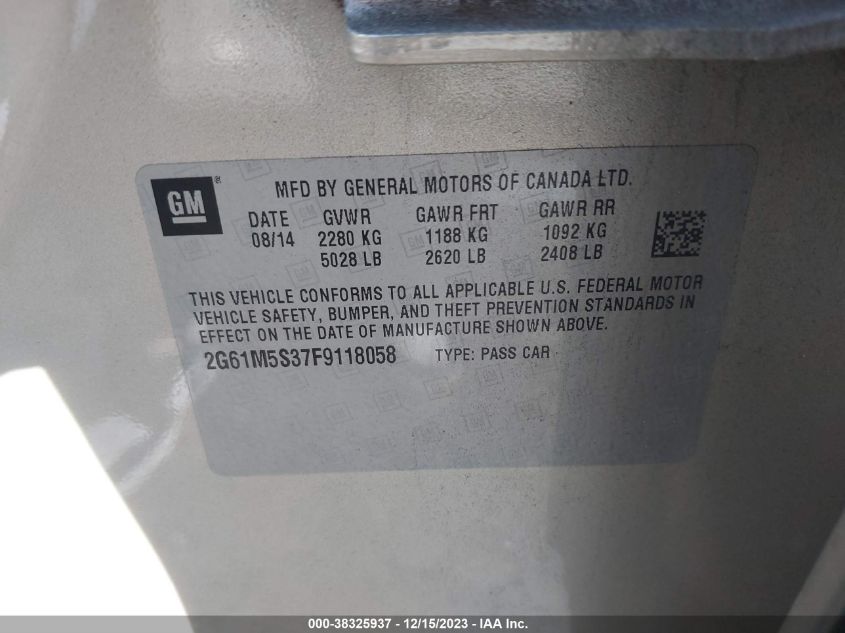 GM ®
MFD BY GENERAL MOTORS OF CANADA LTD.
DATE GVWR GAWR FRT GAWR RR
08/14 2280 KG 1188 KG 1092 KG
5028 LB 2620 LB 2408 LB
THIS VEHICLE CONFORMS TO ALL APPLICABLE U.S. FEDERAL MOTOR
VEHICLE SAFETY, BUMPER, AND THEFT PREVENTION STANDARDS IN
EFFECT ON THE DATE OF MANUFACTURE SHOWN ABOVE.
2G61M5S37F9118058 TYPE: PASS CAR
000-38325937 - 12/15/2023 - IAA Inc.